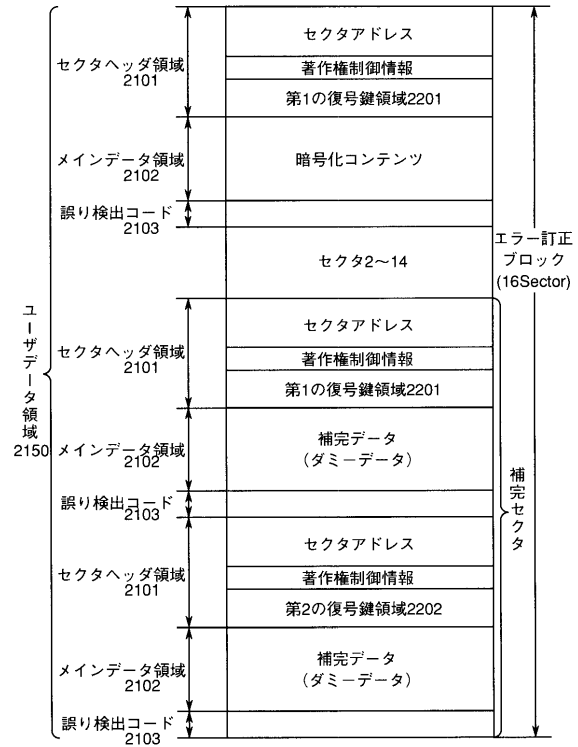 セクタアドレス
セクタヘッダ領域
2101
著作権制御情報
第1の復号鍵領域2201
メインデータ領域
2102
暗号化コンテンツ
誤り検出コード
2103
セクタ2〜14
エラー訂正
ブロック
(16Sector)
ユーザデータ領域
2150
セクタアドレス
セクタヘッダ領域
2101
著作権制御情報
第1の復号鍵領域2201
メインデータ領域
2102
補完データ
(ダミーデータ)
誤り検出コード
2103
補完セクタ
セクタアドレス
セクタヘッダ領域
2101
著作権制御情報
第2の復号鍵領域2202
メインデータ領域
2102
補完データ
(ダミーデータ)
誤り検出コード
2103